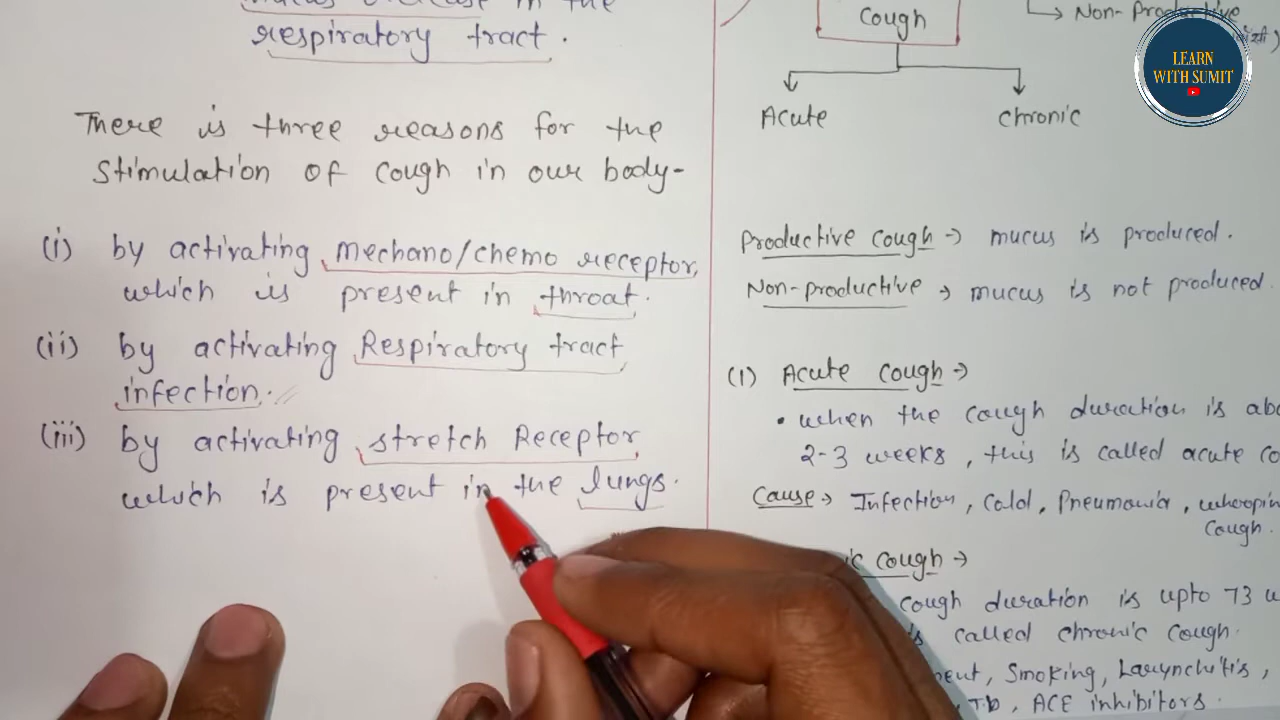 respiratory tract.
There is three reasons for the
stimulation of cough in our body-
(i) by activating Mechano/chemo receptor,
which is present in throat.
(ii) by activating Respiratory tract
infection.
(iii) by activating stretch Receptor
which is present in the lungs.
Cough
Non-Productive
Acute
chronic
Productive cough → mucus is produced.
Non-productive → mucus is not produced.
(1) Acute cough →
• when the cough duration is
2-3 weeks, this is called acute
Cause → Infection, Cold, Pneumonia,
Cough.
cough →
cough duration is upto 73
called chronic cough.
Smoking, Larynchitis,
ACE inhibitors.
LEARN
WITH SUMIT